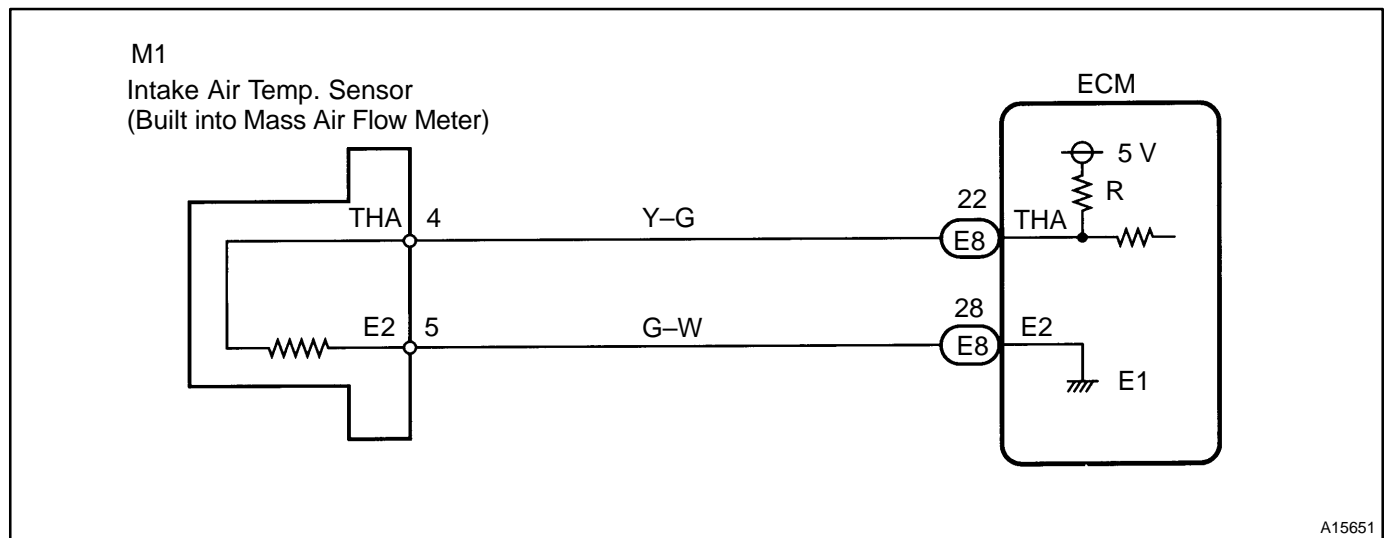 M1
Intake Air Temp. Sensor
(Built into Mass Air Flow Meter)
ECM
5 V
R
THA 4
Y–G
22
E8
THA
E2 5
G–W
28
E8
E2
E1
A15651